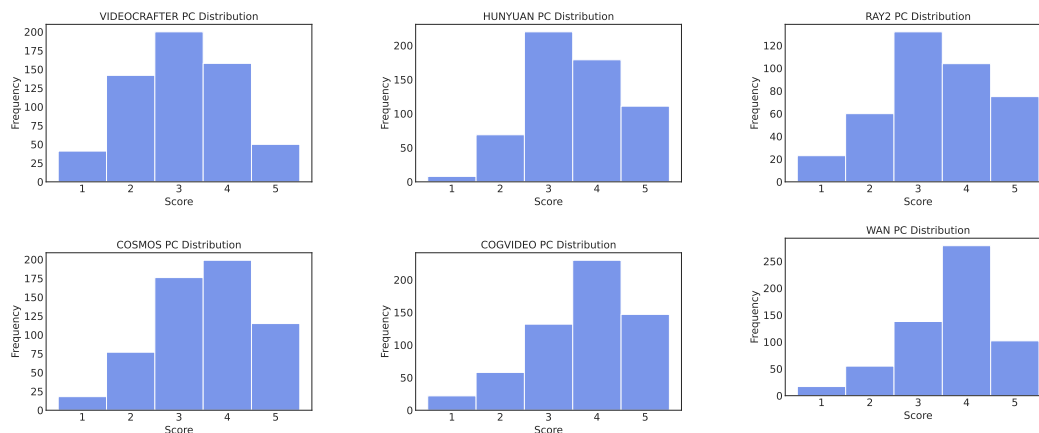 VIDEOCRAFTER PC Distribution
200
175
150
125
100
75
50
25
0
Frequency
1 2 3 4 5
Score
HUNYUAN PC Distribution
200
150
100
50
0
Frequency
1 2 3 4 5
Score
RAY2 PC Distribution
120
100
80
60
40
20
0
Frequency
1 2 3 4 5
Score
COSMOS PC Distribution
200
175
150
125
100
75
50
25
0
Frequency
1 2 3 4 5
Score
COGVIDEO PC Distribution
200
150
100
50
0
Frequency
1 2 3 4 5
Score
WAN PC Distribution
250
200
150
100
50
0
Frequency
1 2 3 4 5
Score